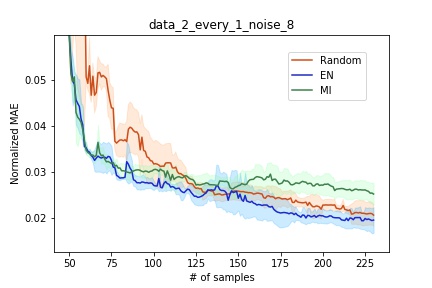 data_2_every_1_noise_8
Normalized MAE
0.05
0.04
0.03
0.02
Random
EN
MI
50
75
100
125
150
175
200
225
# of samples